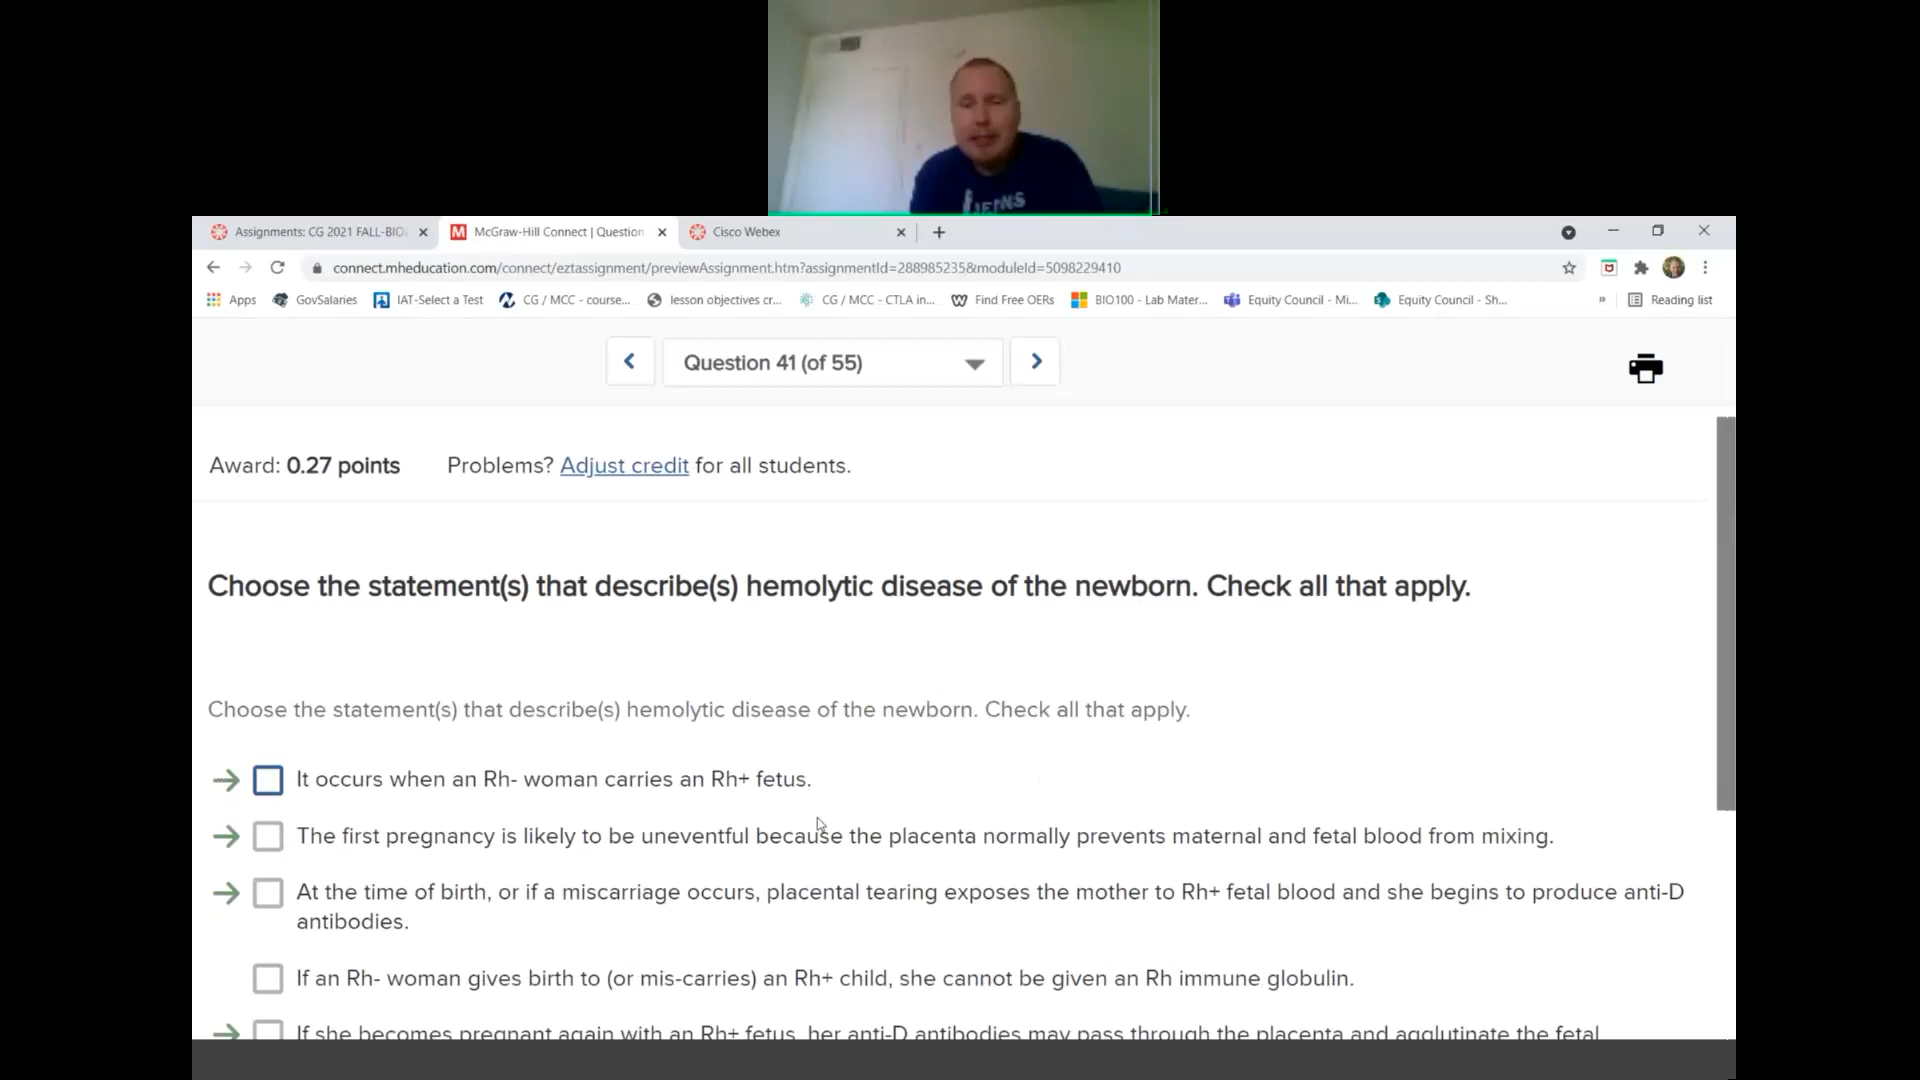 Assignments: CG 2021 FALL-BIO
McGraw-Hill Connect | Question
Cisco Webex
connect.mheducation.com/connect/eztassignment/previewAssignment.htm?assignmentId=288985235&moduleId=5098229410
Apps GovSalaries IAT-Select a Test CG / MCC - course... lesson objectives cr... CG / MCC - CTLA in... Find Free OERs BIO100 - Lab Mater... Equity Council - Mi... Equity Council - Sh... » Reading list
Question 41 (of 55)
Award: 0.27 points Problems? Adjust credit for all students.
Choose the statement(s) that describe(s) hemolytic disease of the newborn. Check all that apply.
Choose the statement(s) that describe(s) hemolytic disease of the newborn. Check all that apply.
It occurs when an Rh- woman carries an Rh+ fetus.
The first pregnancy is likely to be uneventful because the placenta normally prevents maternal and fetal blood from mixing.
At the time of birth, or if a miscarriage occurs, placental tearing exposes the mother to Rh+ fetal blood and she begins to produce anti-D
antibodies.
If an Rh- woman gives birth to (or mis-carries) an Rh+ child, she cannot be given an Rh immune globulin.
If she becomes pregnant again with an Rh+ fetus, her anti-D antibodies may pass through the placenta and agglutinate the fetal